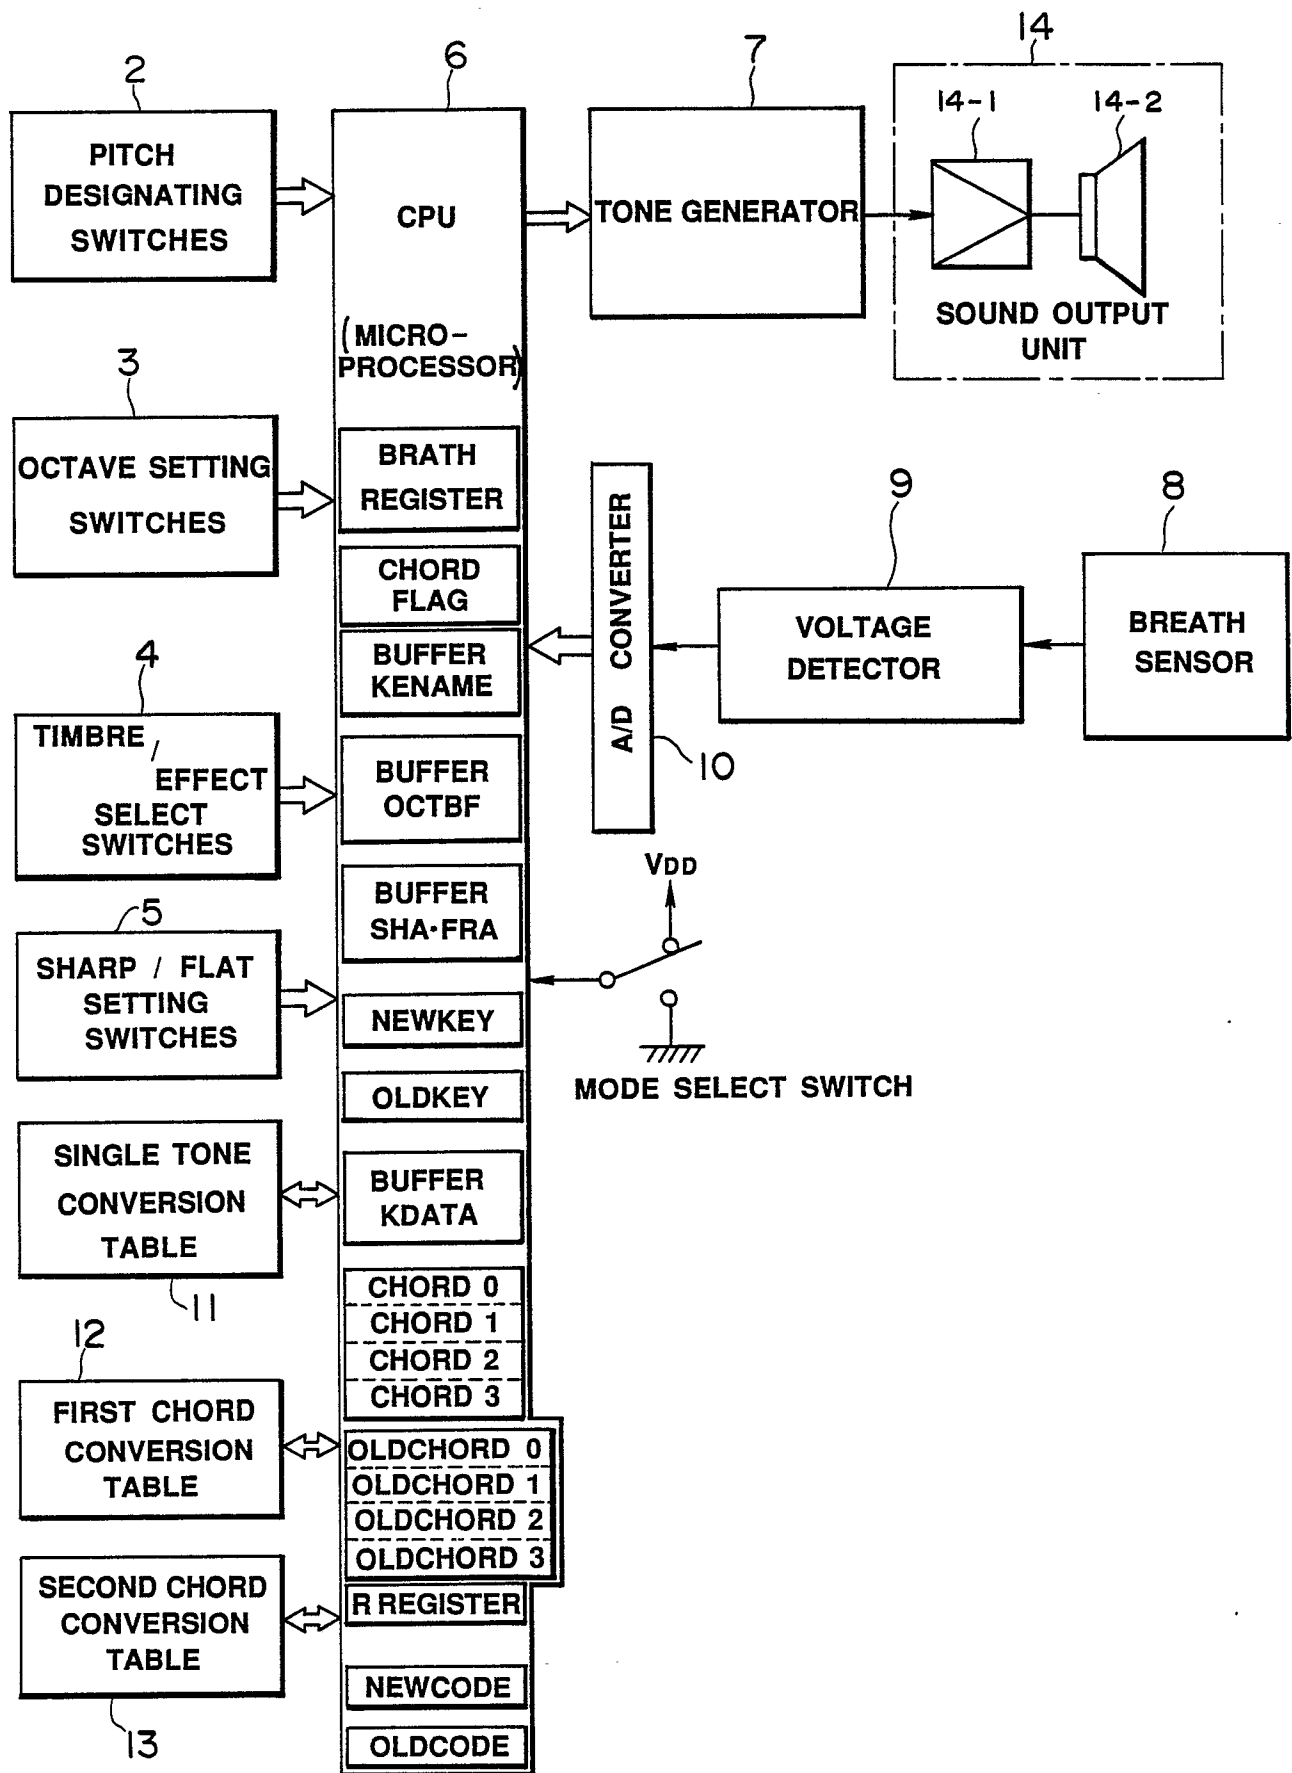 2
PITCH
DESIGNATING
SWITCHES
3
OCTAVE SETTING
SWITCHES
4
TIMBRE /
EFFECT
SELECT
SWITCHES
5
SHARP / FLAT
SETTING
SWITCHES
SINGLE TONE
CONVERSION
TABLE
11
12
FIRST CHORD
CONVERSION
TABLE
SECOND CHORD
CONVERSION
TABLE
13
6
CPU
(MICRO-
PROCESSOR)
BRATH
REGISTER
CHORD
FLAG
BUFFER
KENAME
BUFFER
OCTBF
BUFFER
SHA·FRA
NEWKEY
OLDKEY
BUFFER
KDATA
CHORD 0
CHORD 1
CHORD 2
CHORD 3
OLDCHORD 0
OLDCHORD 1
OLDCHORD 2
OLDCHORD 3
R REGISTER
NEWCODE
OLDCODE
7
TONE GENERATOR
14
14-1
14-2
SOUND OUTPUT
UNIT
A/D CONVERTER
10
9
VOLTAGE
DETECTOR
8
BREATH
SENSOR
VDD
MODE SELECT SWITCH